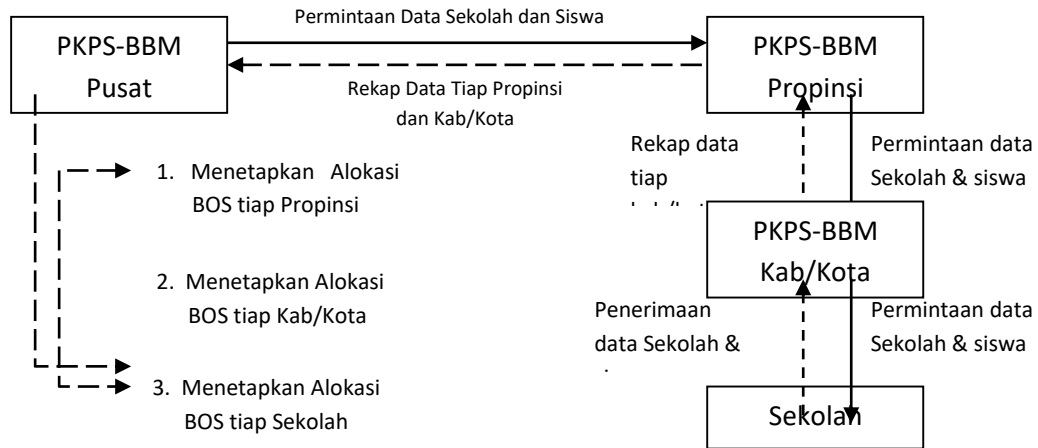 Permintaan Data Sekolah dan Siswa
PKPS-BBM
Pusat
PKPS-BBM
Propinsi
Rekap Data Tiap Propinsi
dan Kab/Kota
Rekap data
tiap
Permintaan data
Sekolah & siswa
1. Menetapkan Alokasi
BOS tiap Propinsi
PKPS-BBM
Kab/Kota
2. Menetapkan Alokasi
BOS tiap Kab/Kota
Penerimaan
data Sekolah &
Permintaan data
Sekolah & siswa
3. Menetapkan Alokasi
BOS tiap Sekolah
Sekolah